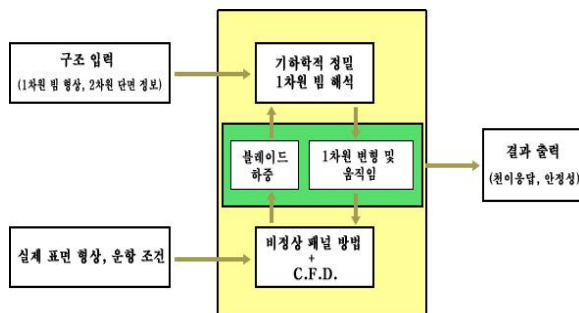 구조 입력
(1차원 빔 형상, 2차원 단면 정보)
기하학적 정밀
1차원 빔 해석
블레이드
하중
1차원 변형 및
움직임
결과 출력
(천이응답, 안정성)
실제 표면 형상, 운항 조건
비정상 패널 방법
+
C.F.D.